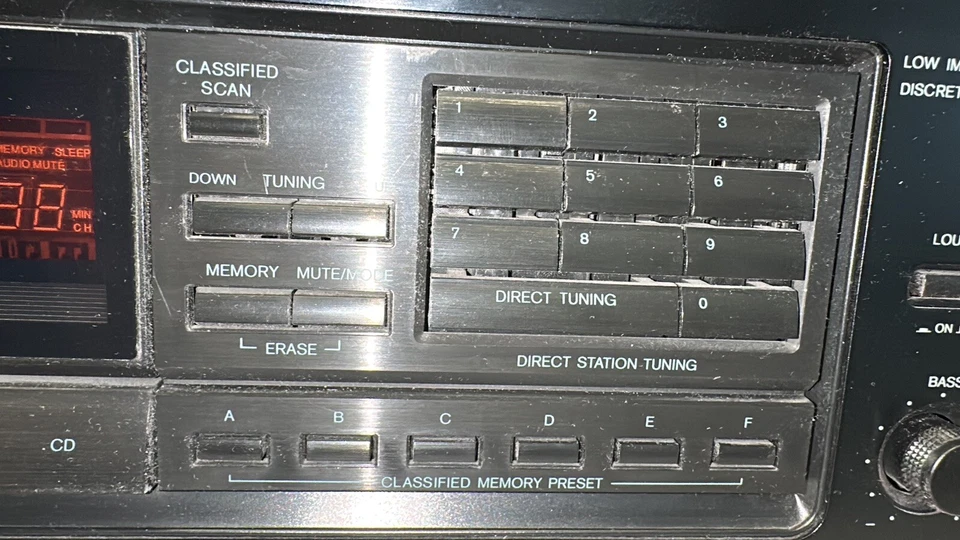 CLASSIFIED
SCAN
DOWN TUNING
MEMORY MUTE/MODE
ERASE
1 2 3
4 5 6
7 8 9
DIRECT TUNING 0
DIRECT STATION TUNING
A B C D E F
CLASSIFIED MEMORY PRESET
MEMORY SLEEP
AUDIO MUTE
MIN
CH
CD
LOW IM
DISCRET
LOU
ON
BASS